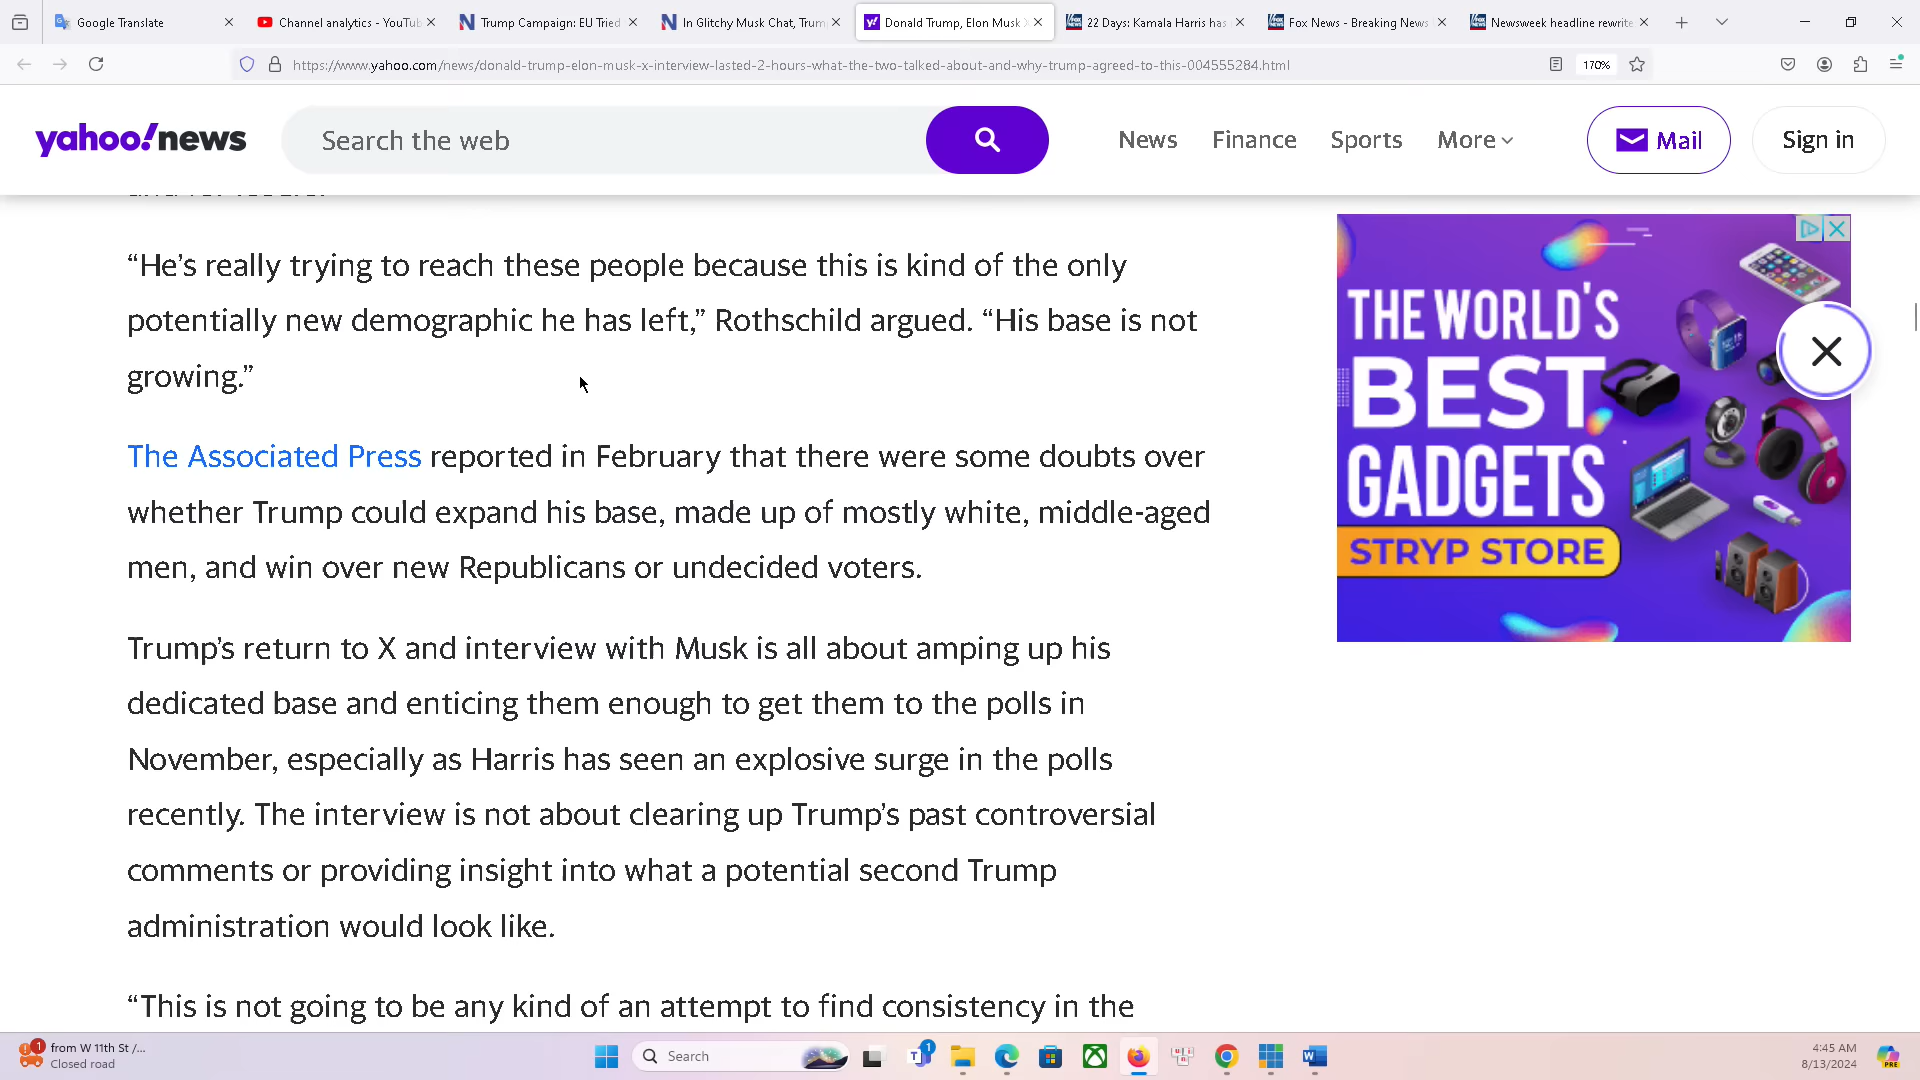 Google Translate
Channel analytics - YouTub
Trump Campaign: EU Tried
In Glitchy Musk Chat, Trum
Donald Trump, Elon Musk X
22 Days: Kamala Harris has
Fox News - Breaking News
Newsweek headline rewrite
https://www.yahoo.com/news/donald-trump-elon-musk-x-interview-lasted-2-hours-what-the-two-talked-about-and-why-trump-agreed-to-this-004555284.html
170%
yahoo!news
Search the web
News
Finance
Sports
More
Mail
Sign in
“He’s really trying to reach these people because this is kind of the only
potentially new demographic he has left,” Rothschild argued. “His base is not
growing.”
The Associated Press reported in February that there were some doubts over
whether Trump could expand his base, made up of mostly white, middle-aged
men, and win over new Republicans or undecided voters.
Trump’s return to X and interview with Musk is all about amping up his
dedicated base and enticing them enough to get them to the polls in
November, especially as Harris has seen an explosive surge in the polls
recently. The interview is not about clearing up Trump’s past controversial
comments or providing insight into what a potential second Trump
administration would look like.
“This is not going to be any kind of an attempt to find consistency in the
THE WORLD'S
BEST
GADGETS
STRYP STORE
1
from W 11th St /...
Closed road
Search
1
4:45 AM
8/13/2024
PRE